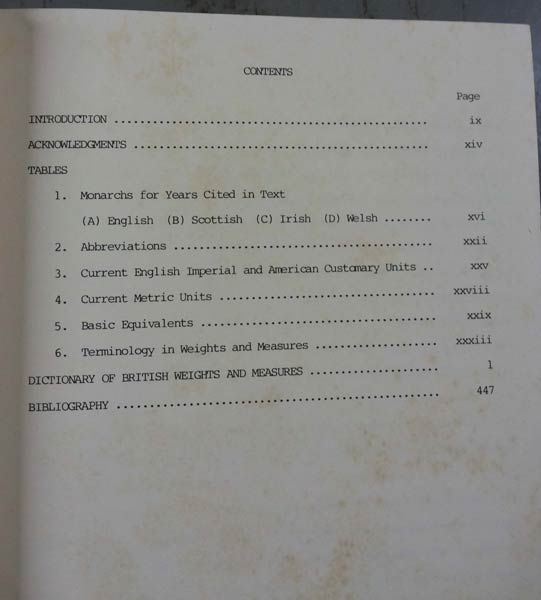 CONTENTS
Page
INTRODUCTION ................................................ ix
ACKNOWLEDGMENTS ............................................. xiv
TABLES
1. Monarchs for Years Cited in Text
(A) English (B) Scottish (C) Irish (D) Welsh ........ xvi
2. Abbreviations ........................................ xxii
3. Current English Imperial and American Customary Units .. xxv
4. Current Metric Units ................................. xxviii
5. Basic Equivalents .................................... xxix
6. Terminology in Weights and Measures ................... xxxiii
DICTIONARY OF BRITISH WEIGHTS AND MEASURES .................... 1
BIBLIOGRAPHY .................................................. 447